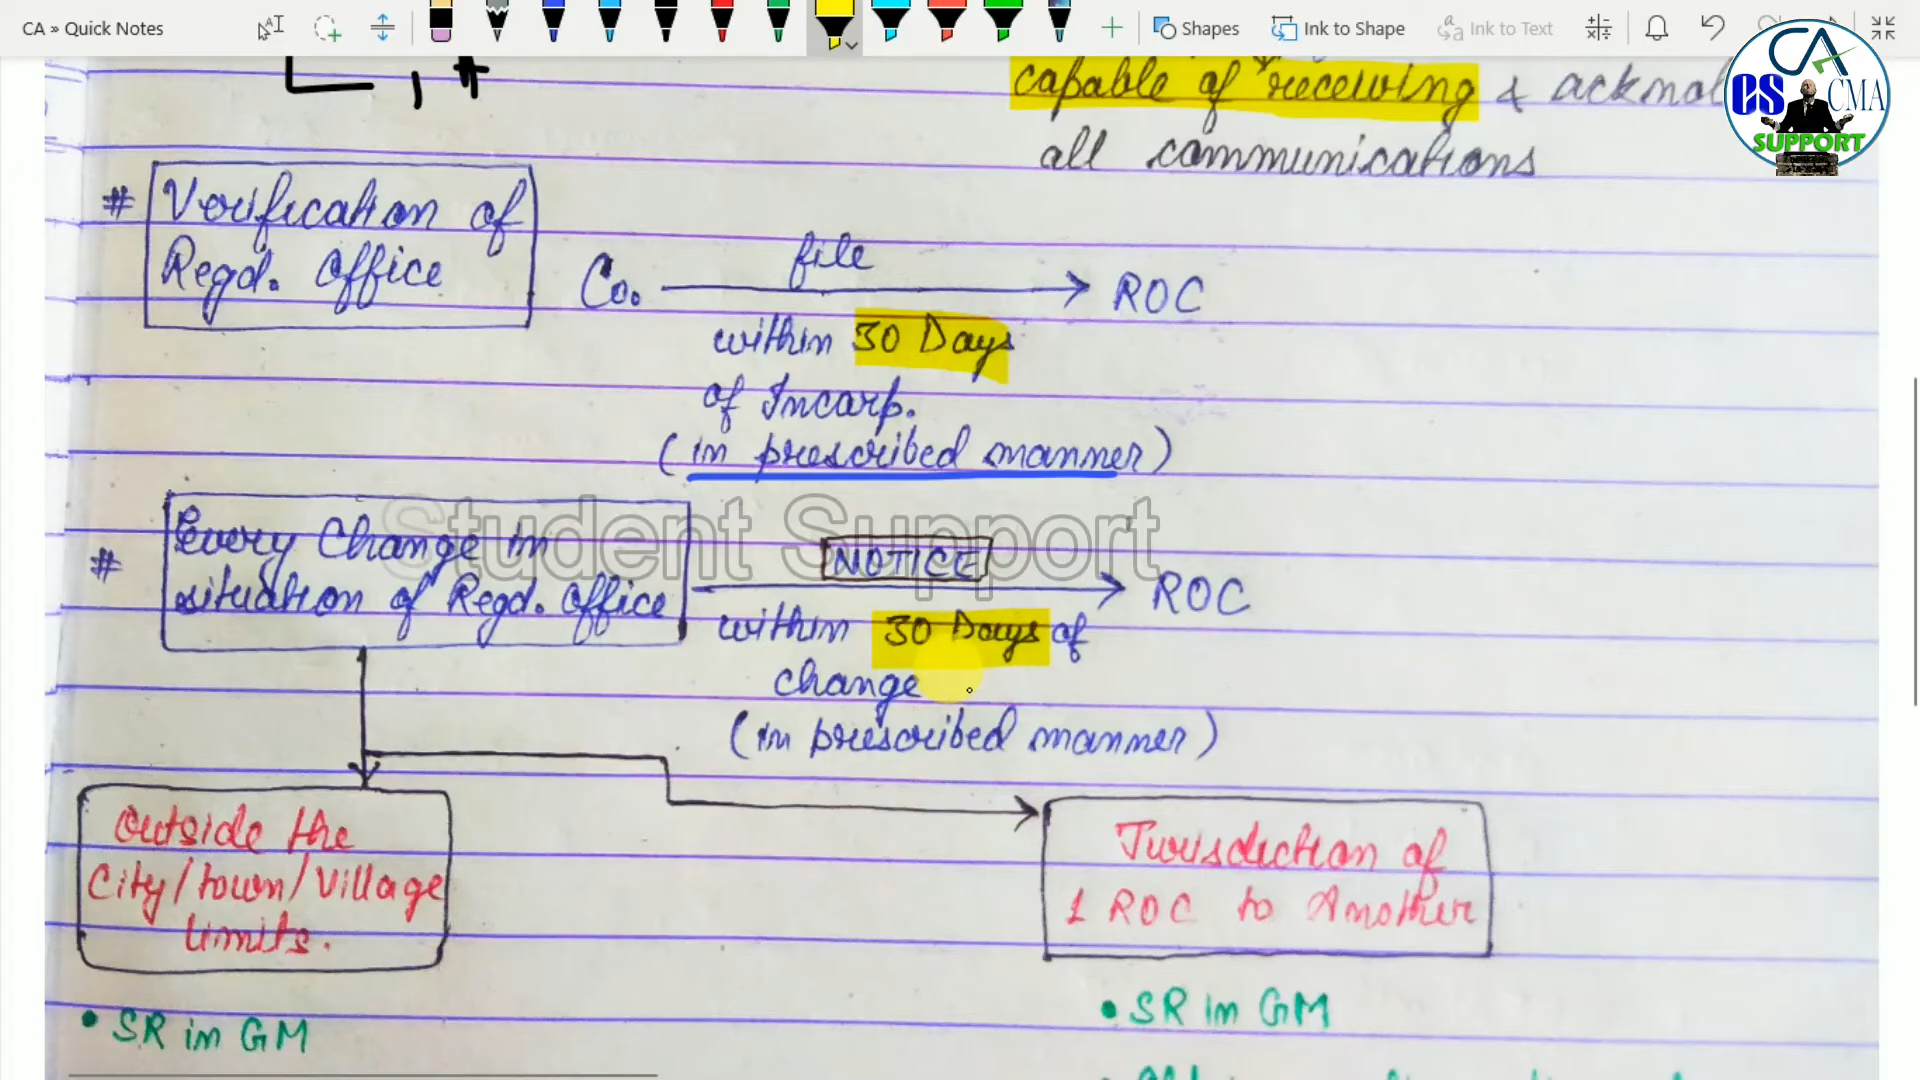 CA » Quick Notes
Shapes
Ink to Shape
Ink to Text
CA
CS
CMA
SUPPORT
capable of receiving &
all communications
# Verification of
Regd. Office
Co. file ROC
within 30 Days
of Incorp.
(in prescribed manner)
Student Support
# Every Change in
situation of Regd. Office
NOTICE
ROC
within 30 Days of
change
(in prescribed manner)
Outside the
City/town/Village
limits.
Jurisdiction of
1 ROC to Another
• SR in GM
• SR in GM